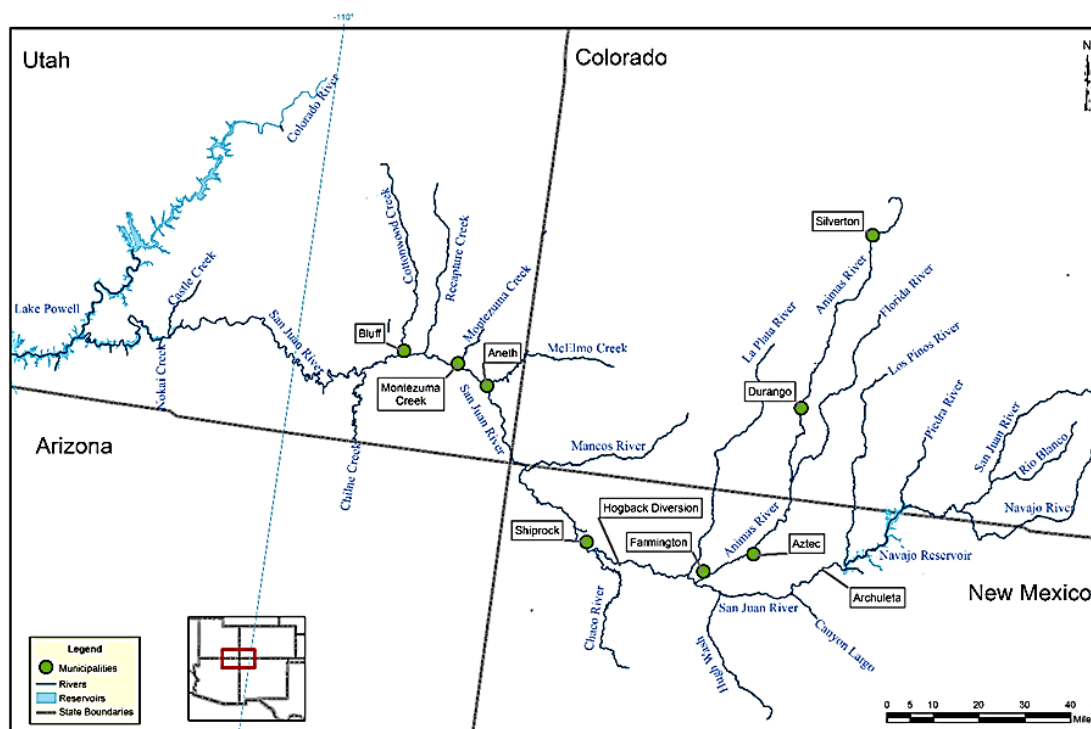 -110°
Utah
Colorado
N
Colorado River
Silverton
Cottonwood Creek
Recapture Creek
Animas River
Florida River
Castle Creek
Lake Powell
San Juan River
Bluff
Montezuma Creek
La Plata River
Los Pinos River
Aneth
McElmo Creek
Montezuma
Creek
Durango
Nokai Creek
San Juan River
Piedra River
San Juan River
Arizona
Mancos River
Rio Blanco
Chilne Creek
Hogback Diversion
Navajo River
Shiprock
Farmington
Animas River
Aztec
Navajo Reservoir
Archuleta
New Mexico
San Juan River
Chaco River
Canyon Largo
Hugh Wash
Legend
Municipalities
Rivers
Reservoirs
State Boundaries
0 5 10 20 30 40
Mile